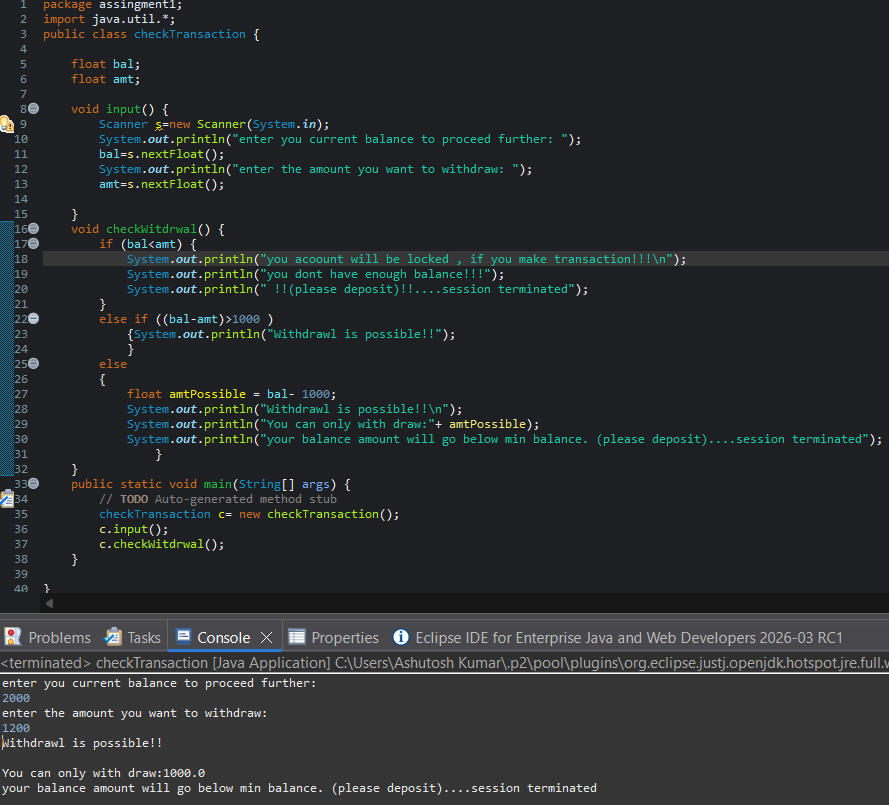 1 package assingment1;
2 import java.util.*;
3 public class checkTransaction {
4
5 float bal;
6 float amt;
7
8 void input() {
9 Scanner s=new Scanner(System.in);
10 System.out.println("enter you current balance to proceed further: ");
11 bal=s.nextFloat();
12 System.out.println("enter the amount you want to withdraw: ");
13 amt=s.nextFloat();
14
15 }
16 void checkWitdrwal() {
17 if (bal<amt) {
18 System.out.println("you acoount will be locked , if you make transaction!!!\n");
19 System.out.println("you dont have enough balance!!!");
20 System.out.println(" !!(please deposit)!!....session terminated");
21 }
22 else if ((bal-amt)>1000 )
23 {System.out.println("Withdrawl is possible!!");
24 }
25 else
26 {
27 float amtPossible = bal- 1000;
28 System.out.println("Withdrawl is possible!!\n");
29 System.out.println("You can only with draw:"+ amtPossible);
30 System.out.println("your balance amount will go below min balance. (please deposit)....session terminated");
31 }
32 }
33 public static void main(String[] args) {
34 // TODO Auto-generated method stub
35 checkTransaction c= new checkTransaction();
36 c.input();
37 c.checkWitdrwal();
38 }
39
40 }
Problems Tasks Console Properties Eclipse IDE for Enterprise Java and Web Developers 2026-03 RC1
<terminated> checkTransaction [Java Application] C:\Users\Ashutosh Kumar\.p2\pool\plugins\org.eclipse.justj.openjdk.hotspot.jre.full.w
enter you current balance to proceed further:
2000
enter the amount you want to withdraw:
1200
Withdrawl is possible!!

You can only with draw:1000.0
your balance amount will go below min balance. (please deposit)....session terminated